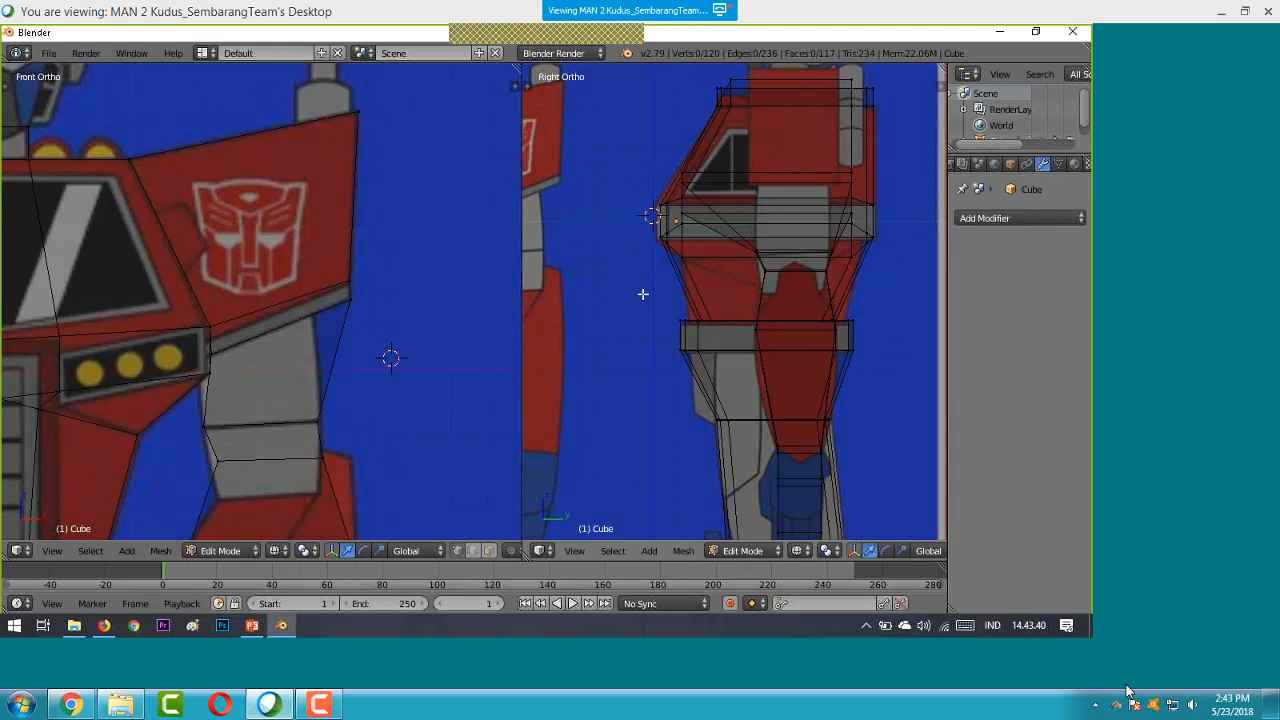 You are viewing: MAN 2 Kudus_SembarangTeam's Desktop
Viewing MAN 2 Kudus_SembarangTeam...
Blender
File Render Window Help Default Scene Blender Render v2.79 | Verts:0/120 | Edges:0/236 | Faces:0/117 | Tris:234 | Mem:22.06M | Cube
Front Ortho
Right Ortho
View Search All Sc
Scene
RenderLay
World
Cube
Add Modifier
(1) Cube
(1) Cube
View Select Add Mesh Edit Mode Global
View Select Add Mesh Edit Mode Global
-40 -20 0 20 40 60 80 100 120 140 160 180 200 220 240 260 280
View Marker Frame Playback Start: 1 End: 250 1 No Sync
Pr Ps IND 14.43.40
2:43 PM
5/23/2018